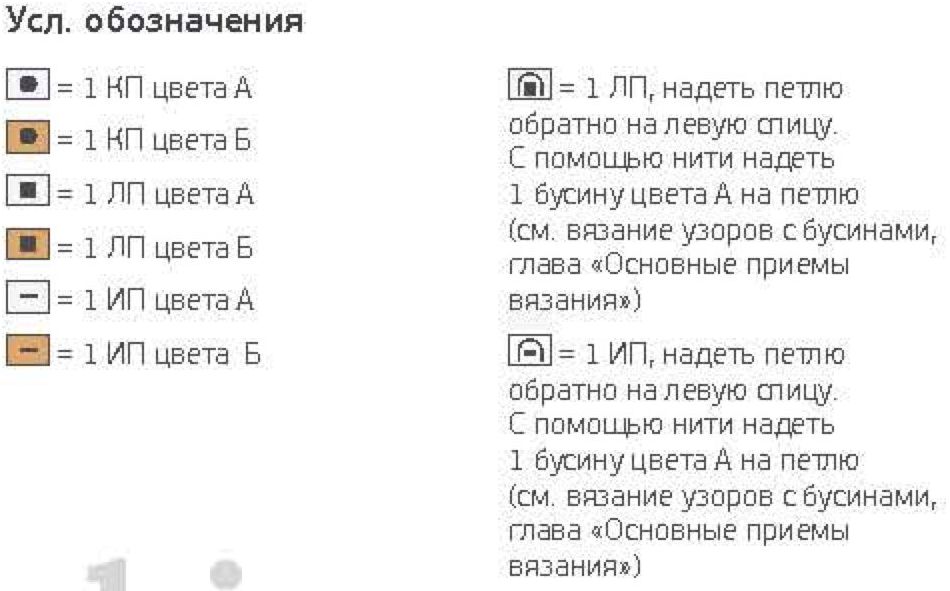 Усл. обозначения
= 1 КП цвета А
= 1 КП цвета Б
= 1 ЛП цвета А
= 1 ЛП цвета Б
= 1 ИП цвета А
= 1 ИП цвета Б
= 1 ЛП, надеть петлю
обратно на левую спицу.
С помощью нити надеть
1 бусину цвета А на петлю
(см. вязание узоров с бусинами,
глава «Основные приемы
вязания»)
= 1 ИП, надеть петлю
обратно на левую спицу.
С помощью нити надеть
1 бусину цвета А на петлю
(см. вязание узоров с бусинами,
глава «Основные приемы
вязания»)